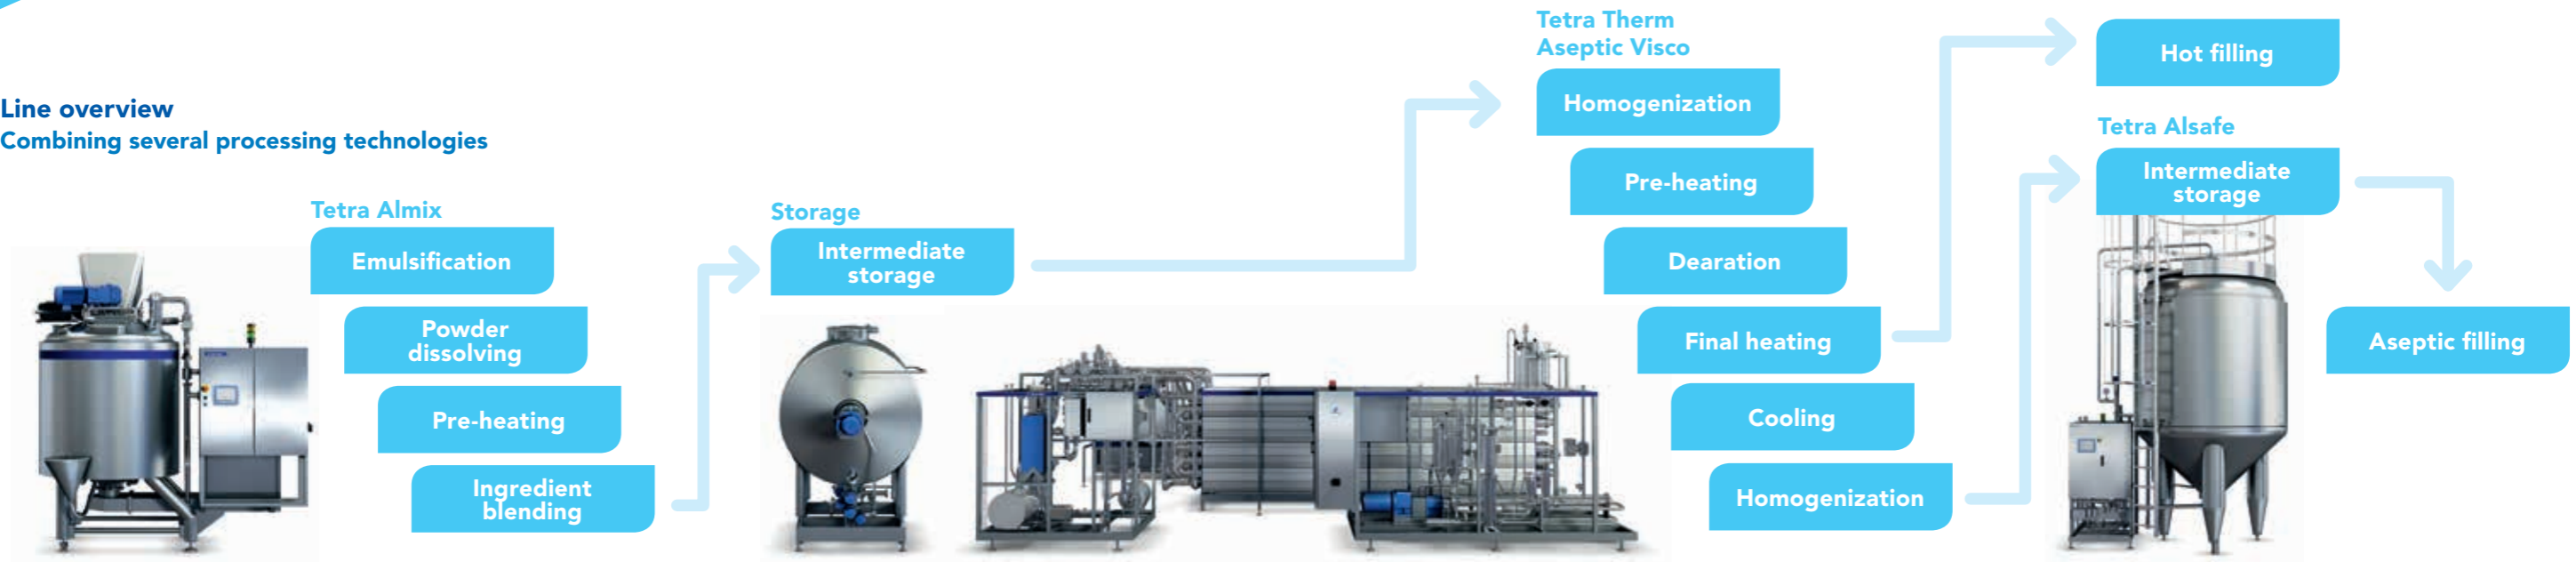 Line overview
Combining several processing technologies
Tetra Almix
Emulsification
Powder
dissolving
Pre-heating
Ingredient
blending
Storage
Intermediate
storage
Tetra Therm
Aseptic Visco
Homogenization
Pre-heating
Dearation
Final heating
Cooling
Homogenization
Hot filling
Tetra Alsafe
Intermediate
storage
Aseptic filling